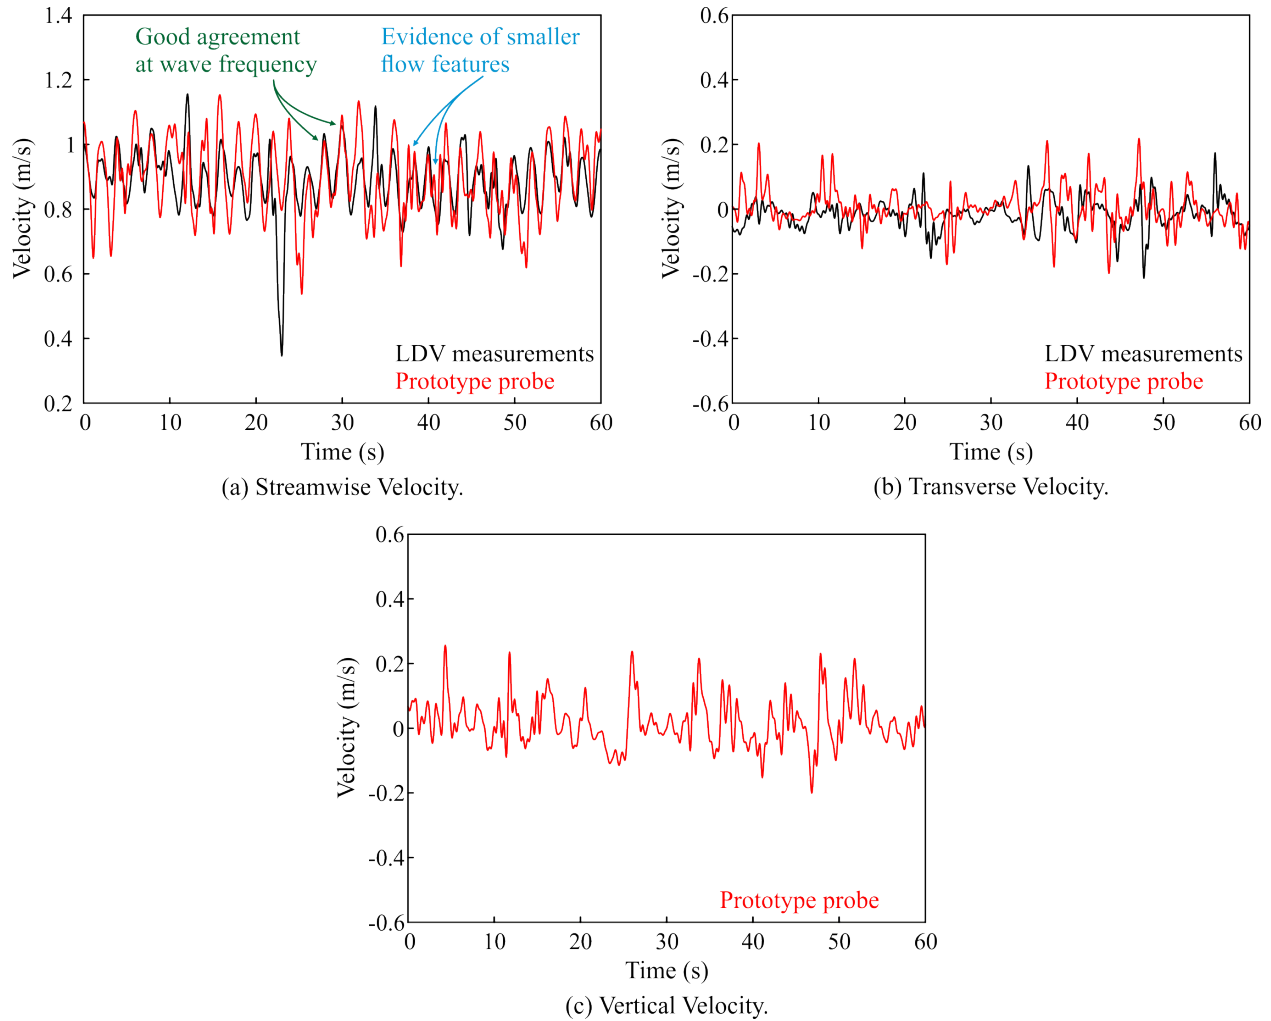 Good agreement
at wave frequency
Evidence of smaller
flow features
1.4
1.2
1
0.8
0.6
0.4
0.2
Velocity (m/s)
LDV measurements
Prototype probe
0 10 20 30 40 50 60
Time (s)
(a) Streamwise Velocity.
0.6
0.4
0.2
0
-0.2
-0.4
-0.6
Velocity (m/s)
LDV measurements
Prototype probe
0 10 20 30 40 50 60
Time (s)
(b) Transverse Velocity.
0.6
0.4
0.2
0
-0.2
-0.4
-0.6
Velocity (m/s)
Prototype probe
0 10 20 30 40 50 60
Time (s)
(c) Vertical Velocity.